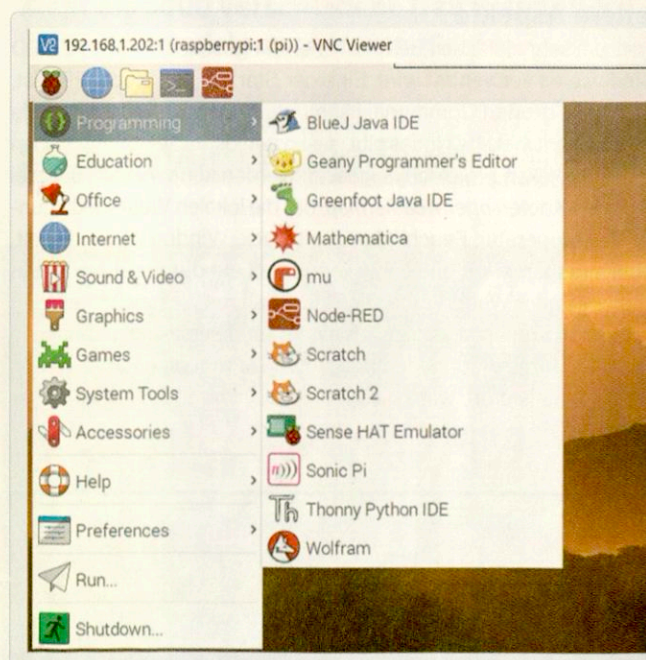 192.168.1.202:1 (raspberrypi:1 (pi)) - VNC Viewer
Programming
Education
Office
Internet
Sound & Video
Graphics
Games
System Tools
Accessories
Help
Preferences
Run...
Shutdown...
BlueJ Java IDE
Geany Programmer's Editor
Greenfoot Java IDE
Mathematica
mu
Node-RED
Scratch
Scratch 2
Sense HAT Emulator
Sonic Pi
Thonny Python IDE
Wolfram